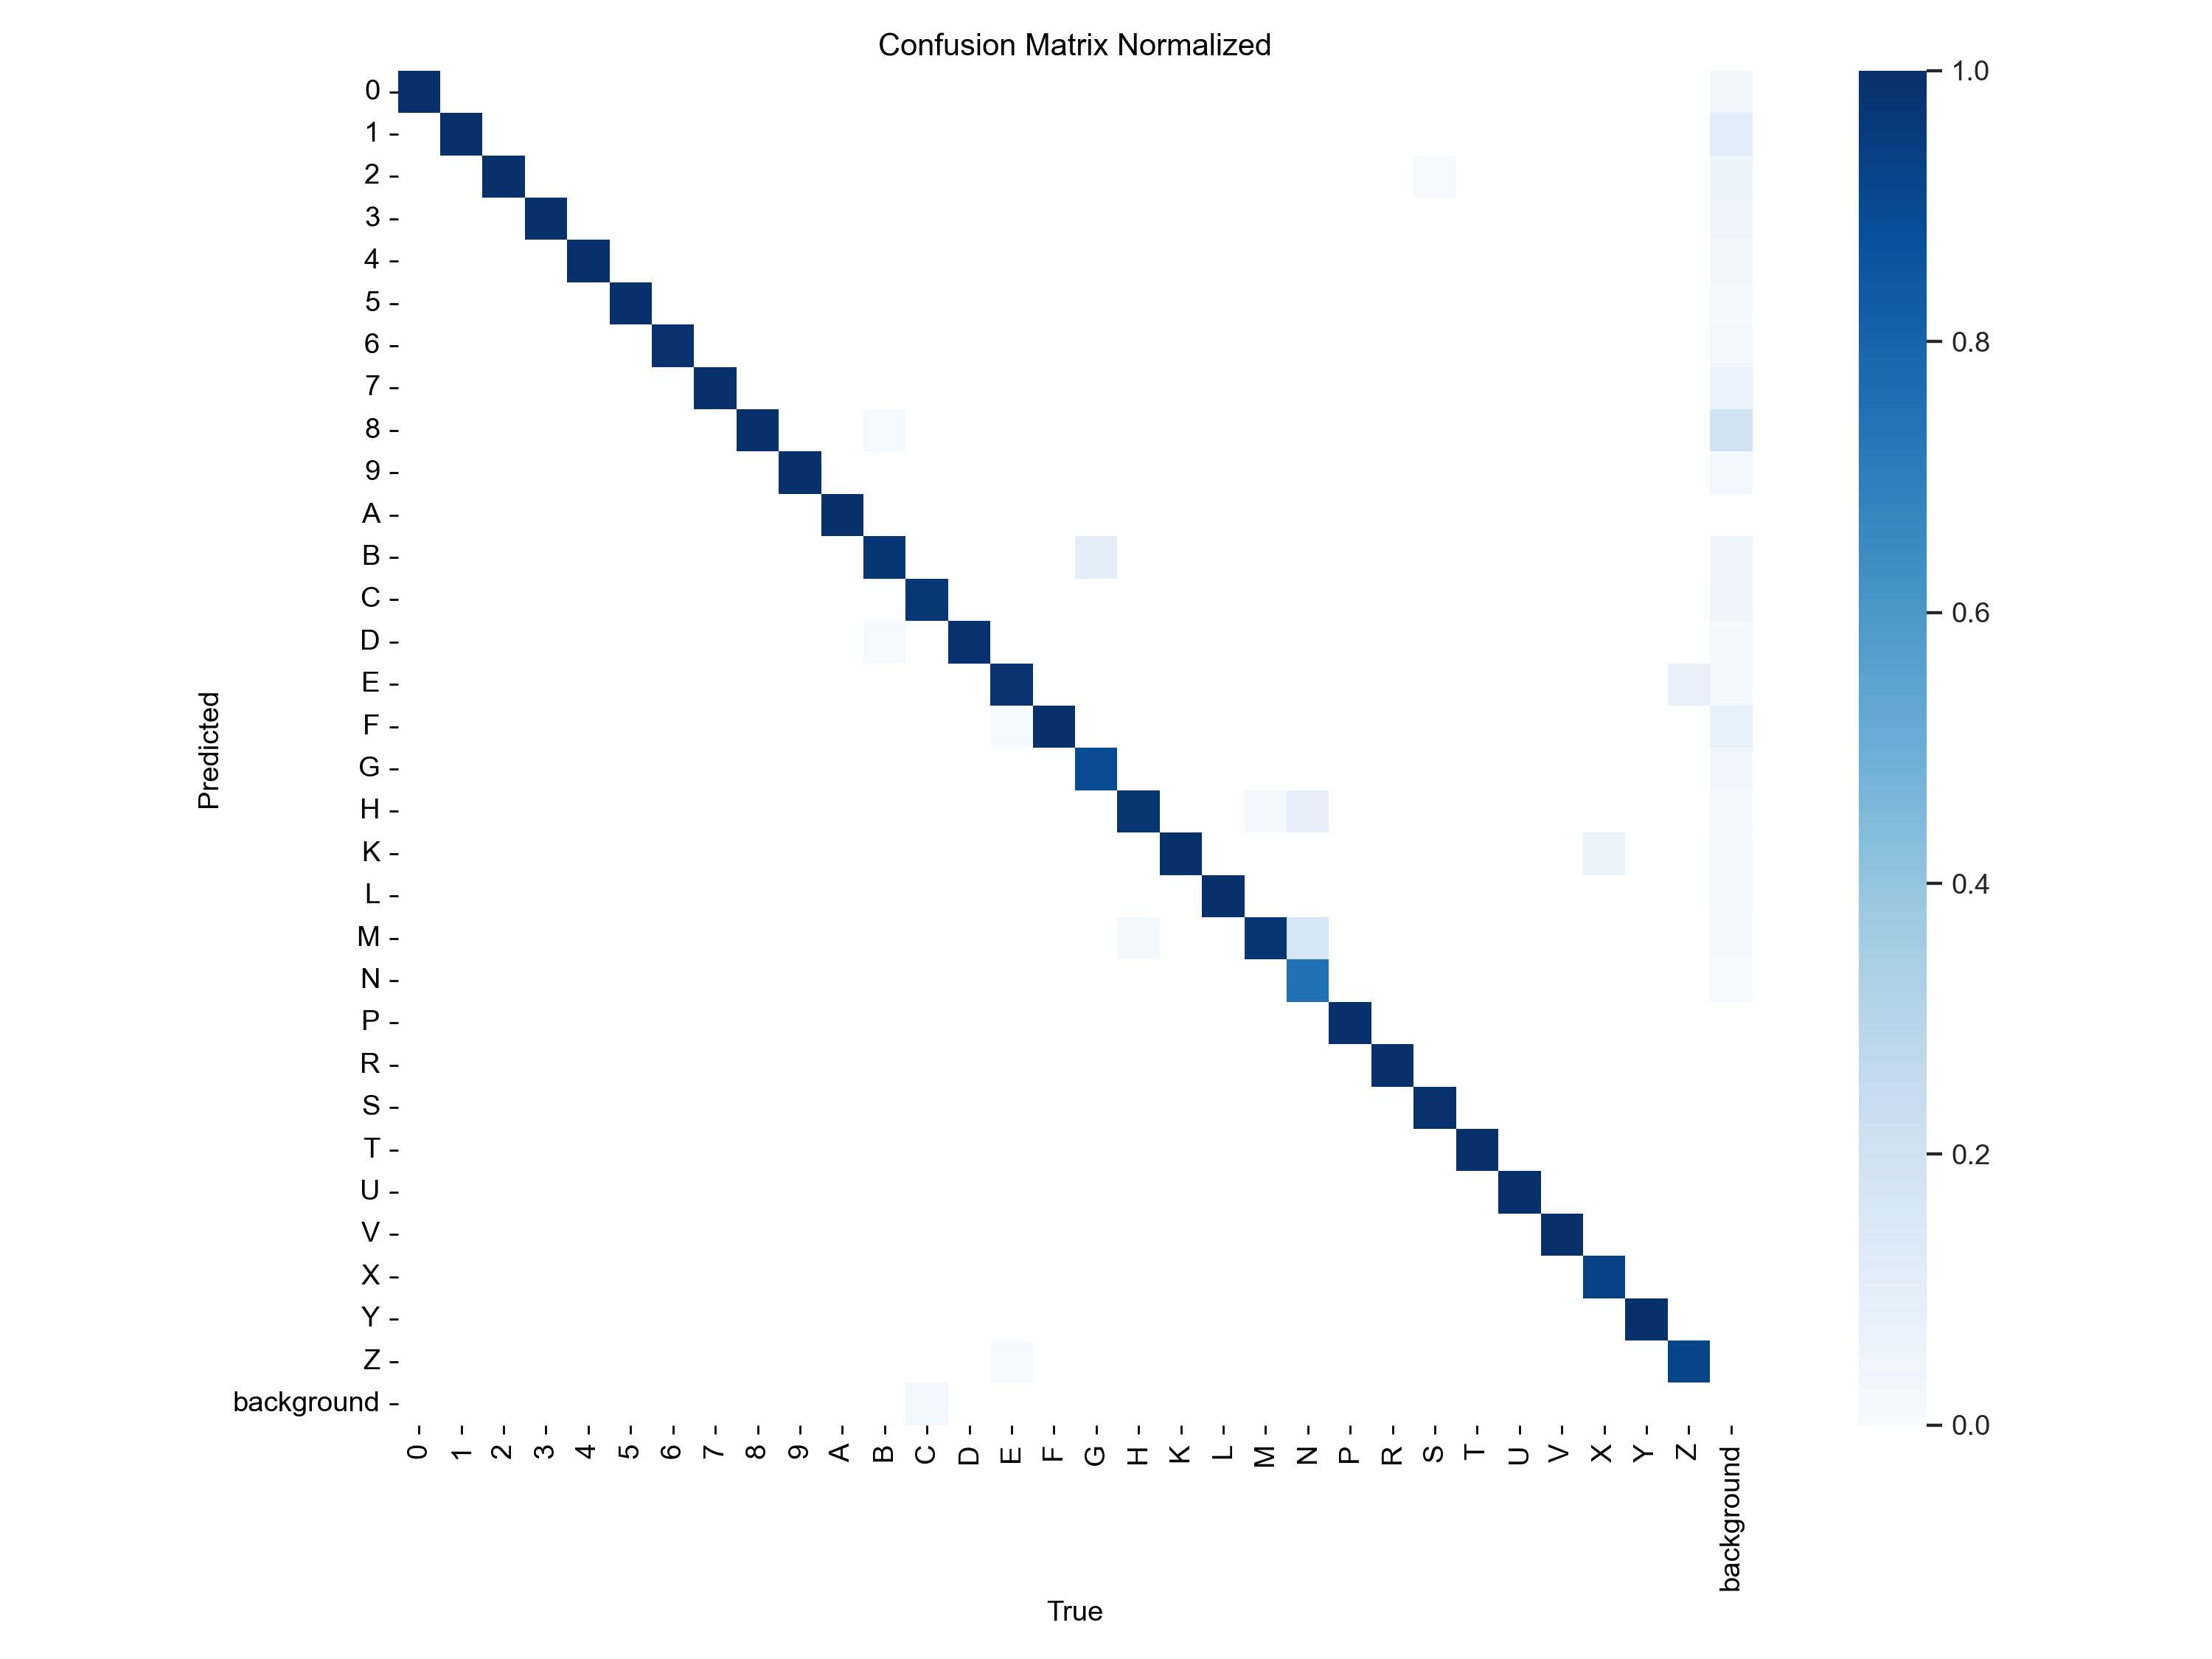 Confusion Matrix Normalized
0
1
2
3
4
5
6
7
8
9
A
B
C
D
E
F
G
H
K
L
M
N
P
R
S
T
U
V
X
Y
Z
background
Predicted
0 1 2 3 4 5 6 7 8 9 A B C D E F G H K L M N P R S T U V X Y Z background
True
1.0
0.8
0.6
0.4
0.2
0.0